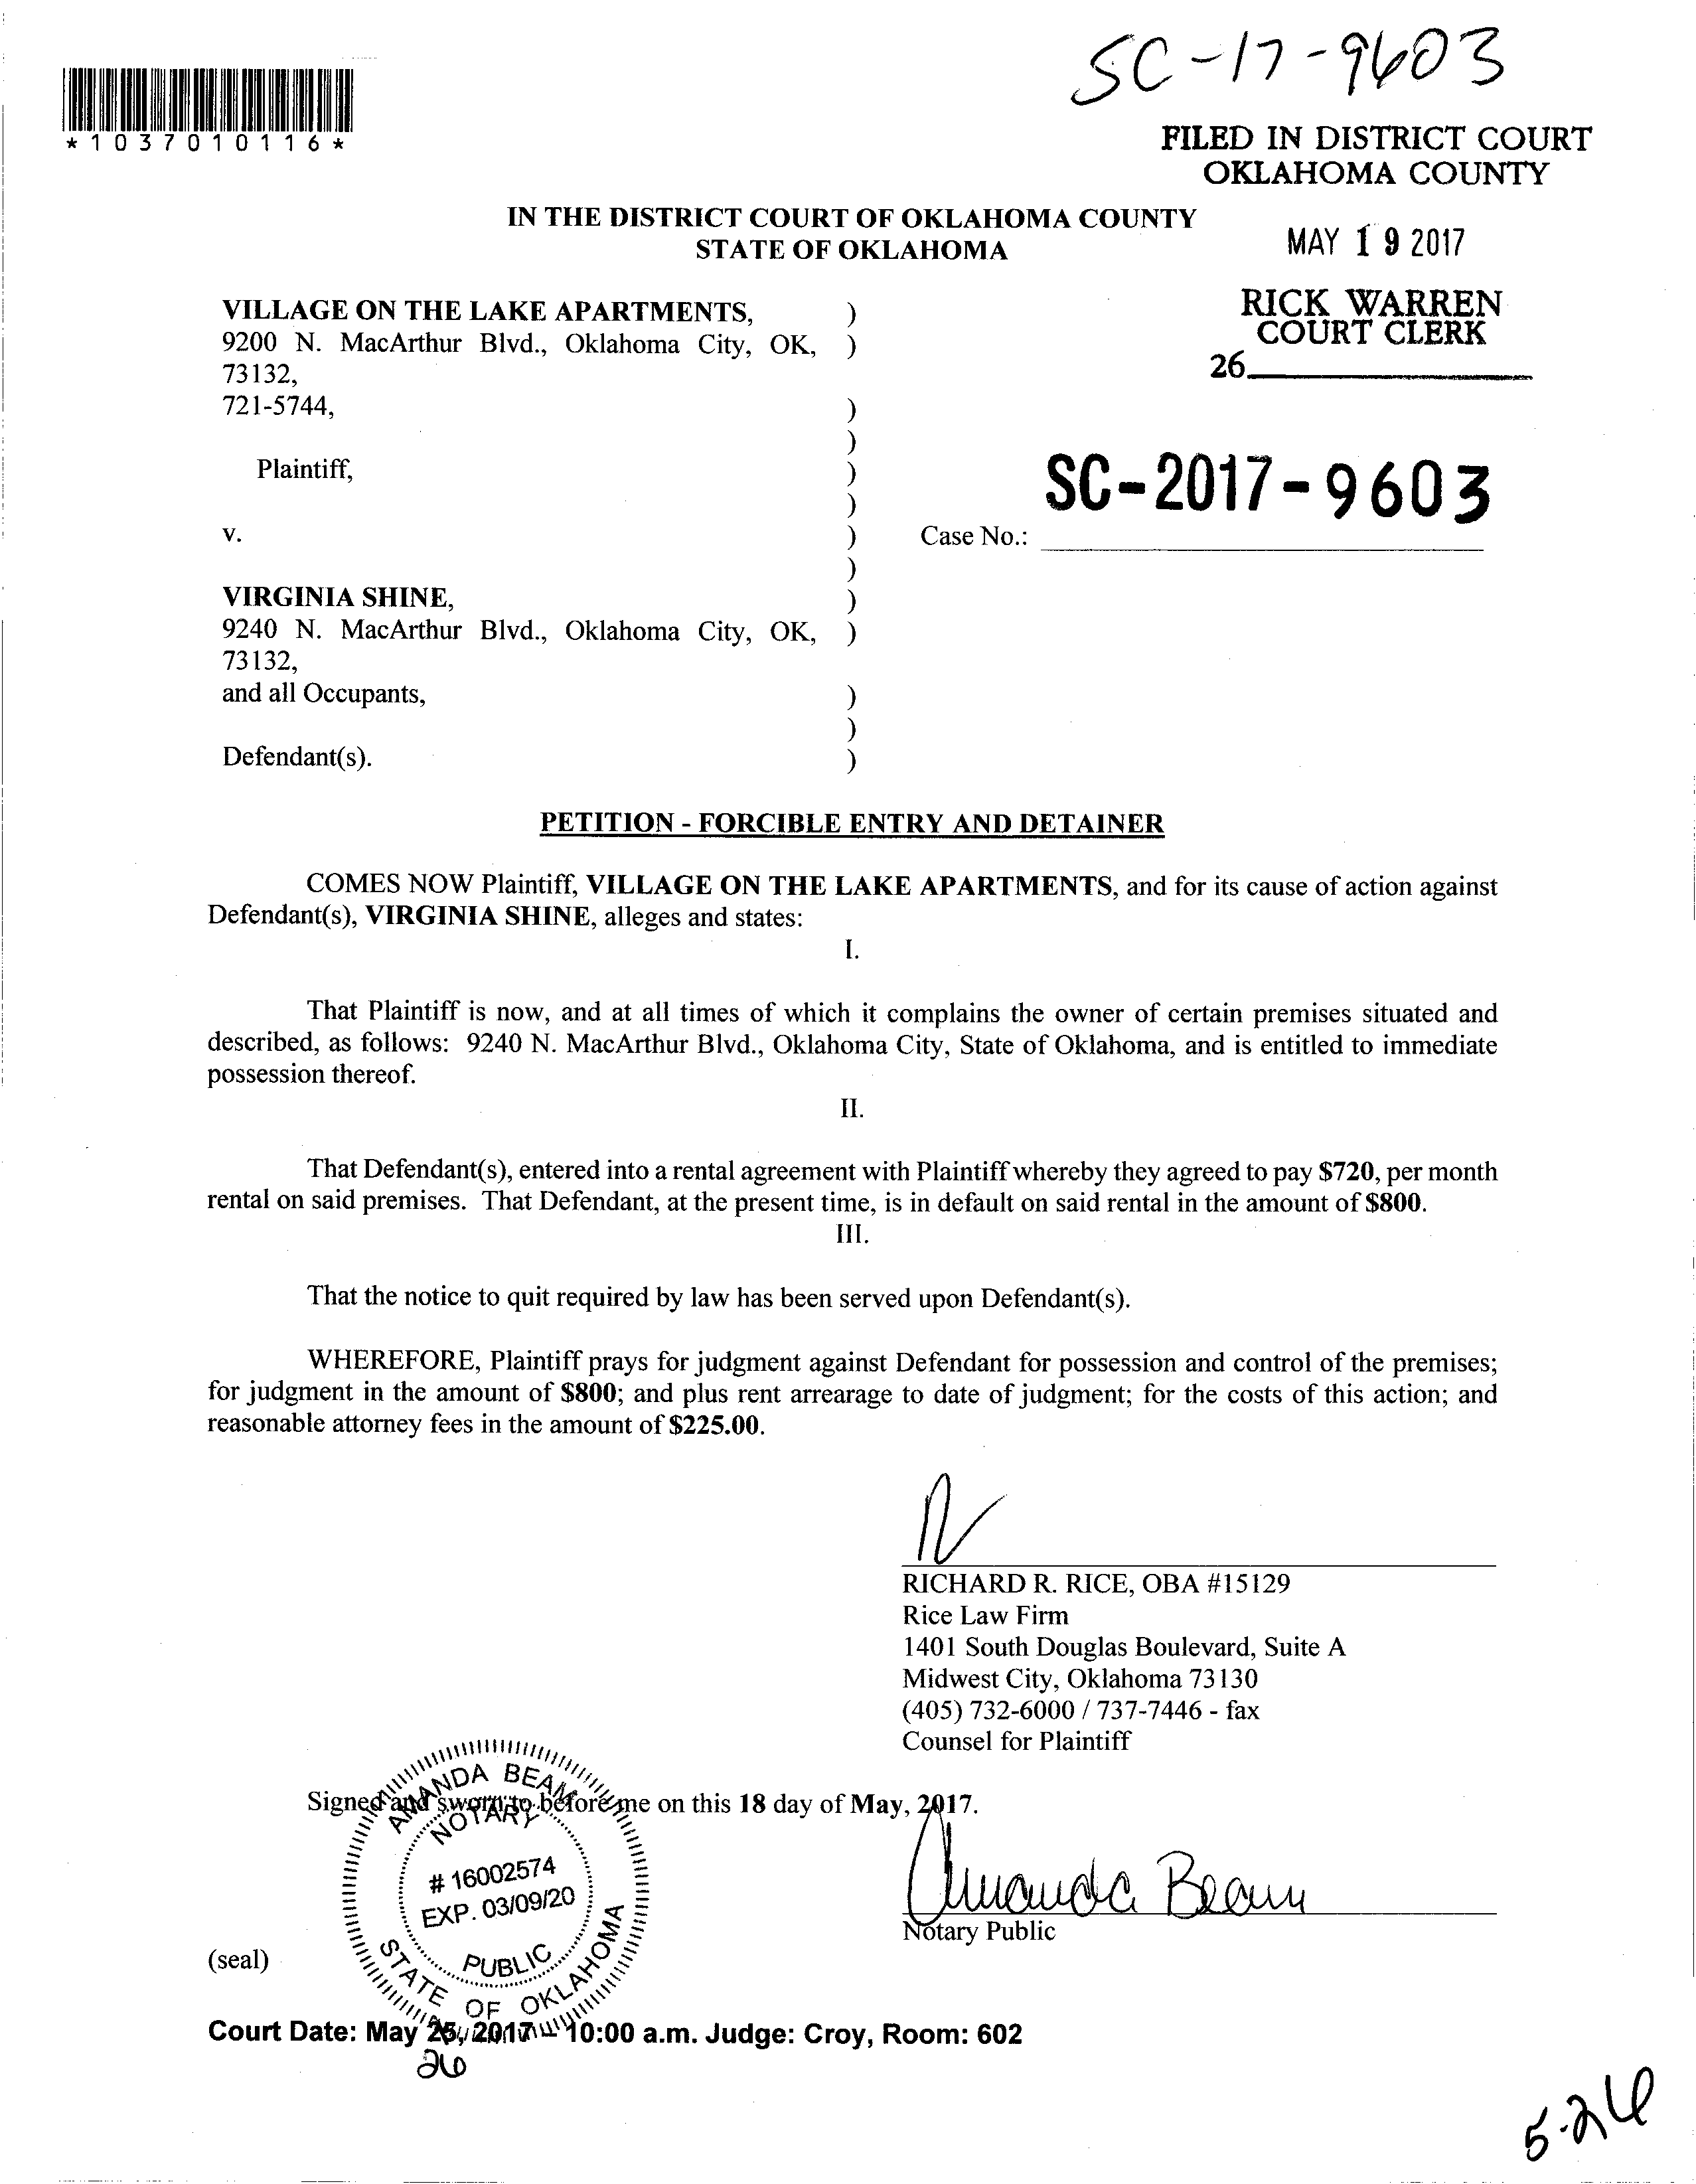 SC-17-9603
*1037010116*
FILED IN DISTRICT COURT
OKLAHOMA COUNTY
IN THE DISTRICT COURT OF OKLAHOMA COUNTY
STATE OF OKLAHOMA
MAY 19 2017
RICK WARREN
COURT CLERK
26
VILLAGE ON THE LAKE APARTMENTS, )
9200 N. MacArthur Blvd., Oklahoma City, OK, )
73132,
721-5744, )
)
Plaintiff, )
)
SC-2017-9603
v. ) Case No.:
)
VIRGINIA SHINE, )
9240 N. MacArthur Blvd., Oklahoma City, OK, )
73132,
and all Occupants, )
)
Defendant(s). )
PETITION - FORCIBLE ENTRY AND DETAINER
COMES NOW Plaintiff, VILLAGE ON THE LAKE APARTMENTS, and for its cause of action against
Defendant(s), VIRGINIA SHINE, alleges and states:
I.
That Plaintiff is now, and at all times of which it complains the owner of certain premises situated and
described, as follows: 9240 N. MacArthur Blvd., Oklahoma City, State of Oklahoma, and is entitled to immediate
possession thereof.
II.
That Defendant(s), entered into a rental agreement with Plaintiff whereby they agreed to pay $720, per month
rental on said premises. That Defendant, at the present time, is in default on said rental in the amount of $800.
III.
That the notice to quit required by law has been served upon Defendant(s).
WHEREFORE, Plaintiff prays for judgment against Defendant for possession and control of the premises;
for judgment in the amount of $800; and plus rent arrearage to date of judgment; for the costs of this action; and
reasonable attorney fees in the amount of $225.00.
RICHARD R. RICE, OBA #15129
Rice Law Firm
1401 South Douglas Boulevard, Suite A
Midwest City, Oklahoma 73130
(405) 732-6000 / 737-7446 - fax
Counsel for Plaintiff
Signed and sworn to before me on this 18 day of May, 2017.
AMANDA BEAM
NOTARY
# 16002574
EXP. 03/09/20
PUBLIC
STATE OF OKLAHOMA
Amanda Beam
Notary Public
(seal)
Court Date: May 25, 2017 - 10:00 a.m. Judge: Croy, Room: 602
26
5-26